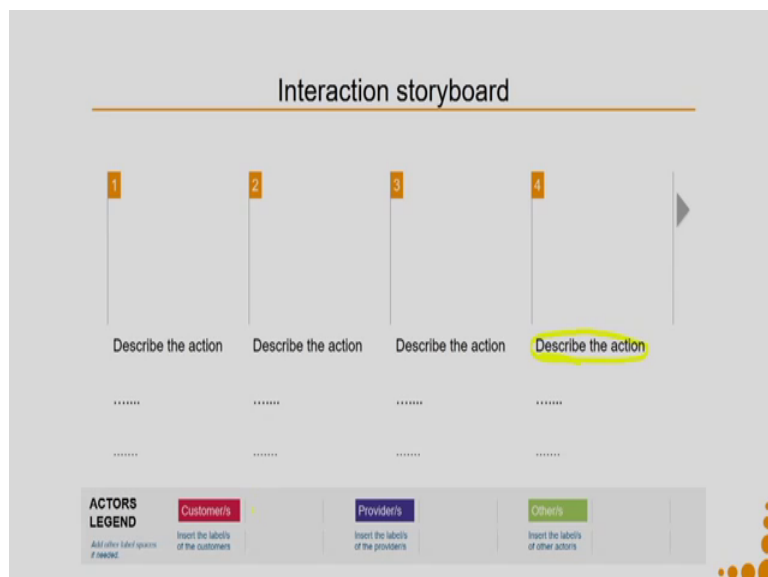 Interaction storyboard
1 2 3 4
Describe the action Describe the action Describe the action Describe the action
....... ....... ....... .......
....... ....... ....... .......
ACTORS
LEGEND
Add other label spaces
if needed.
Customer/s
Insert the label/s
of the customers
Provider/s
Insert the label/s
of the provider/s
Other/s
Insert the label/s
of other actor/s